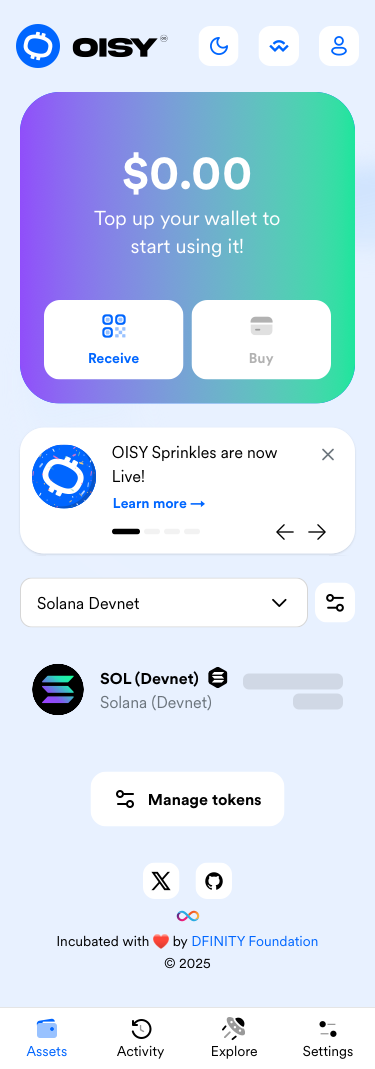 OISY
$0.00
Top up your wallet to
start using it!
Receive
Buy
OISY Sprinkles are now
Live!
Learn more →
Solana Devnet
SOL (Devnet)
Solana (Devnet)
Manage tokens
Incubated with ❤️ by DFINITY Foundation
© 2025
Assets
Activity
Explore
Settings